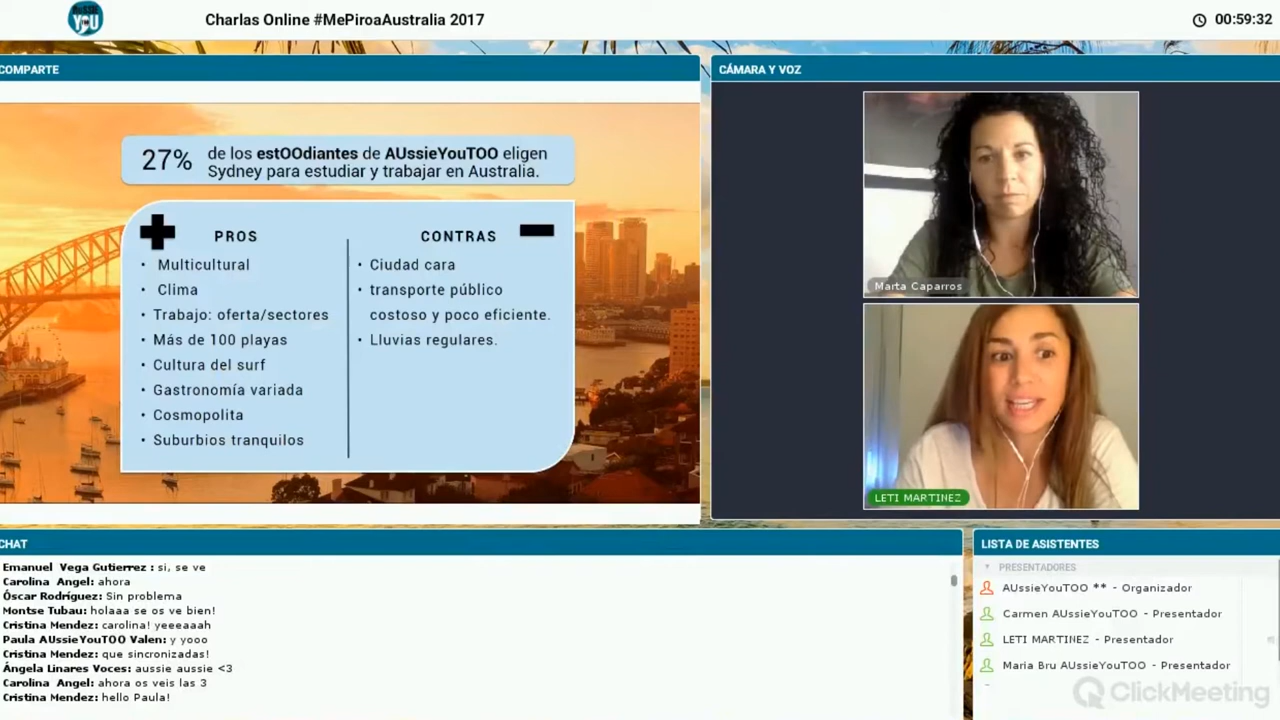 AUSSIE
YOU
Charlas Online #MePiroaAustralia 2017
00:59:32
COMPARTE
CÁMARA Y VOZ
27%
de los estOOdiantes de AUssieYouTOO eligen
Sydney para estudiar y trabajar en Australia.
PROS
• Multicultural
• Clima
• Trabajo: oferta/sectores
• Más de 100 playas
• Cultura del surf
• Gastronomía variada
• Cosmopolita
• Suburbios tranquilos
CONTRAS
• Ciudad cara
• transporte público
costoso y poco eficiente.
• Lluvias regulares.
Marta Caparros
LETI MARTINEZ
CHAT
Emanuel Vega Gutierrez : si, se ve
Carolina Angel: ahora
Óscar Rodríguez: Sin problema
Montse Tubau: holaaa se os ve bien!
Cristina Mendez: carolina! yeeeaaah
Paula AUssieYouTOO Valen: y yooo
Cristina Mendez: que sincronizadas!
Ángela Linares Voces: aussie aussie <3
Carolina Angel: ahora os veis las 3
Cristina Mendez: hello Paula!
LISTA DE ASISTENTES
PRESENTADORES
AUssieYouTOO ** - Organizador
Carmen AUssieYouTOO - Presentador
LETI MARTINEZ - Presentador
Maria Bru AUssieYouTOO - Presentador
ClickMeeting